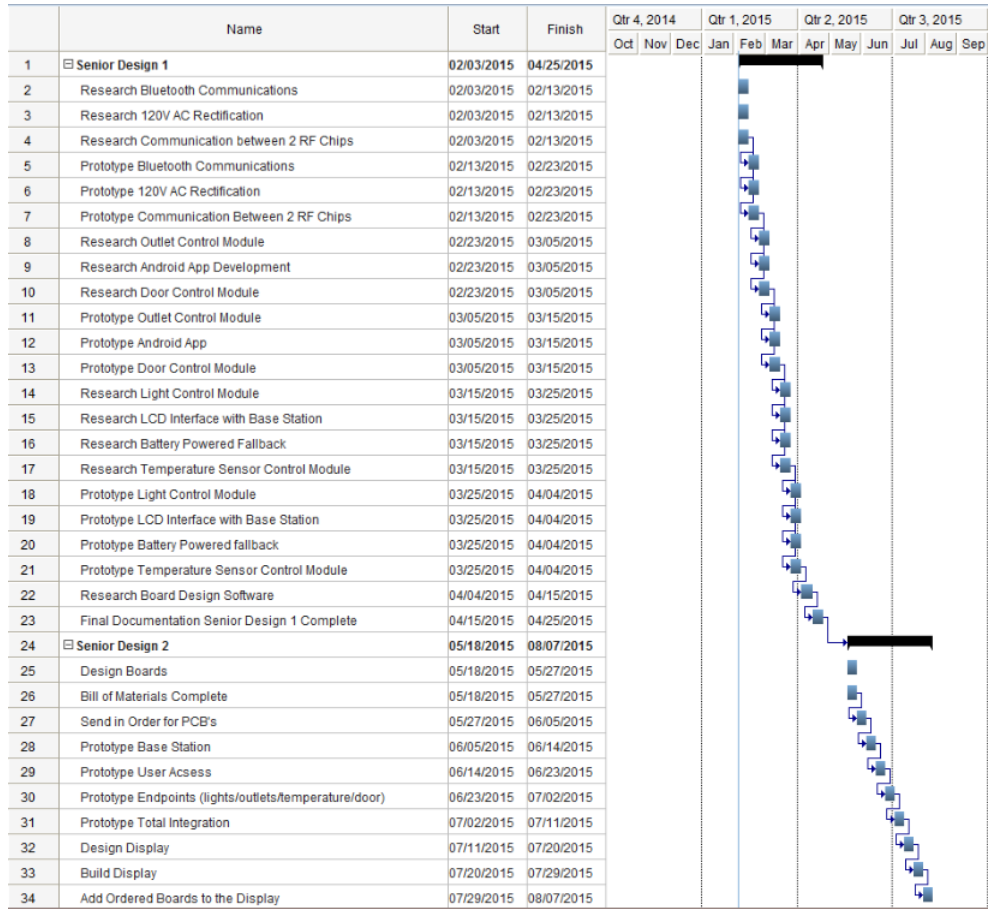 Name Start Finish Qtr 4, 2014 Qtr 1, 2015 Qtr 2, 2015 Qtr 3, 2015
Oct Nov Dec Jan Feb Mar Apr May Jun Jul Aug Sep
1 Senior Design 1 02/03/2015 04/25/2015
2 Research Bluetooth Communications 02/03/2015 02/13/2015
3 Research 120V AC Rectification 02/03/2015 02/13/2015
4 Research Communication between 2 RF Chips 02/03/2015 02/13/2015
5 Prototype Bluetooth Communications 02/13/2015 02/23/2015
6 Prototype 120V AC Rectification 02/13/2015 02/23/2015
7 Prototype Communication Between 2 RF Chips 02/13/2015 02/23/2015
8 Research Outlet Control Module 02/23/2015 03/05/2015
9 Research Android App Development 02/23/2015 03/05/2015
10 Research Door Control Module 02/23/2015 03/05/2015
11 Prototype Outlet Control Module 03/05/2015 03/15/2015
12 Prototype Android App 03/05/2015 03/15/2015
13 Prototype Door Control Module 03/05/2015 03/15/2015
14 Research Light Control Module 03/15/2015 03/25/2015
15 Research LCD Interface with Base Station 03/15/2015 03/25/2015
16 Research Battery Powered Fallback 03/15/2015 03/25/2015
17 Research Temperature Sensor Control Module 03/15/2015 03/25/2015
18 Prototype Light Control Module 03/25/2015 04/04/2015
19 Prototype LCD Interface with Base Station 03/25/2015 04/04/2015
20 Prototype Battery Powered fallback 03/25/2015 04/04/2015
21 Prototype Temperature Sensor Control Module 03/25/2015 04/04/2015
22 Research Board Design Software 04/04/2015 04/15/2015
23 Final Documentation Senior Design 1 Complete 04/15/2015 04/25/2015
24 Senior Design 2 05/18/2015 08/07/2015
25 Design Boards 05/18/2015 05/27/2015
26 Bill of Materials Complete 05/18/2015 05/27/2015
27 Send in Order for PCB's 05/27/2015 06/05/2015
28 Prototype Base Station 06/05/2015 06/14/2015
29 Prototype User Acsess 06/14/2015 06/23/2015
30 Prototype Endpoints (lights/outlets/temperature/door) 06/23/2015 07/02/2015
31 Prototype Total Integration 07/02/2015 07/11/2015
32 Design Display 07/11/2015 07/20/2015
33 Build Display 07/20/2015 07/29/2015
34 Add Ordered Boards to the Display 07/29/2015 08/07/2015